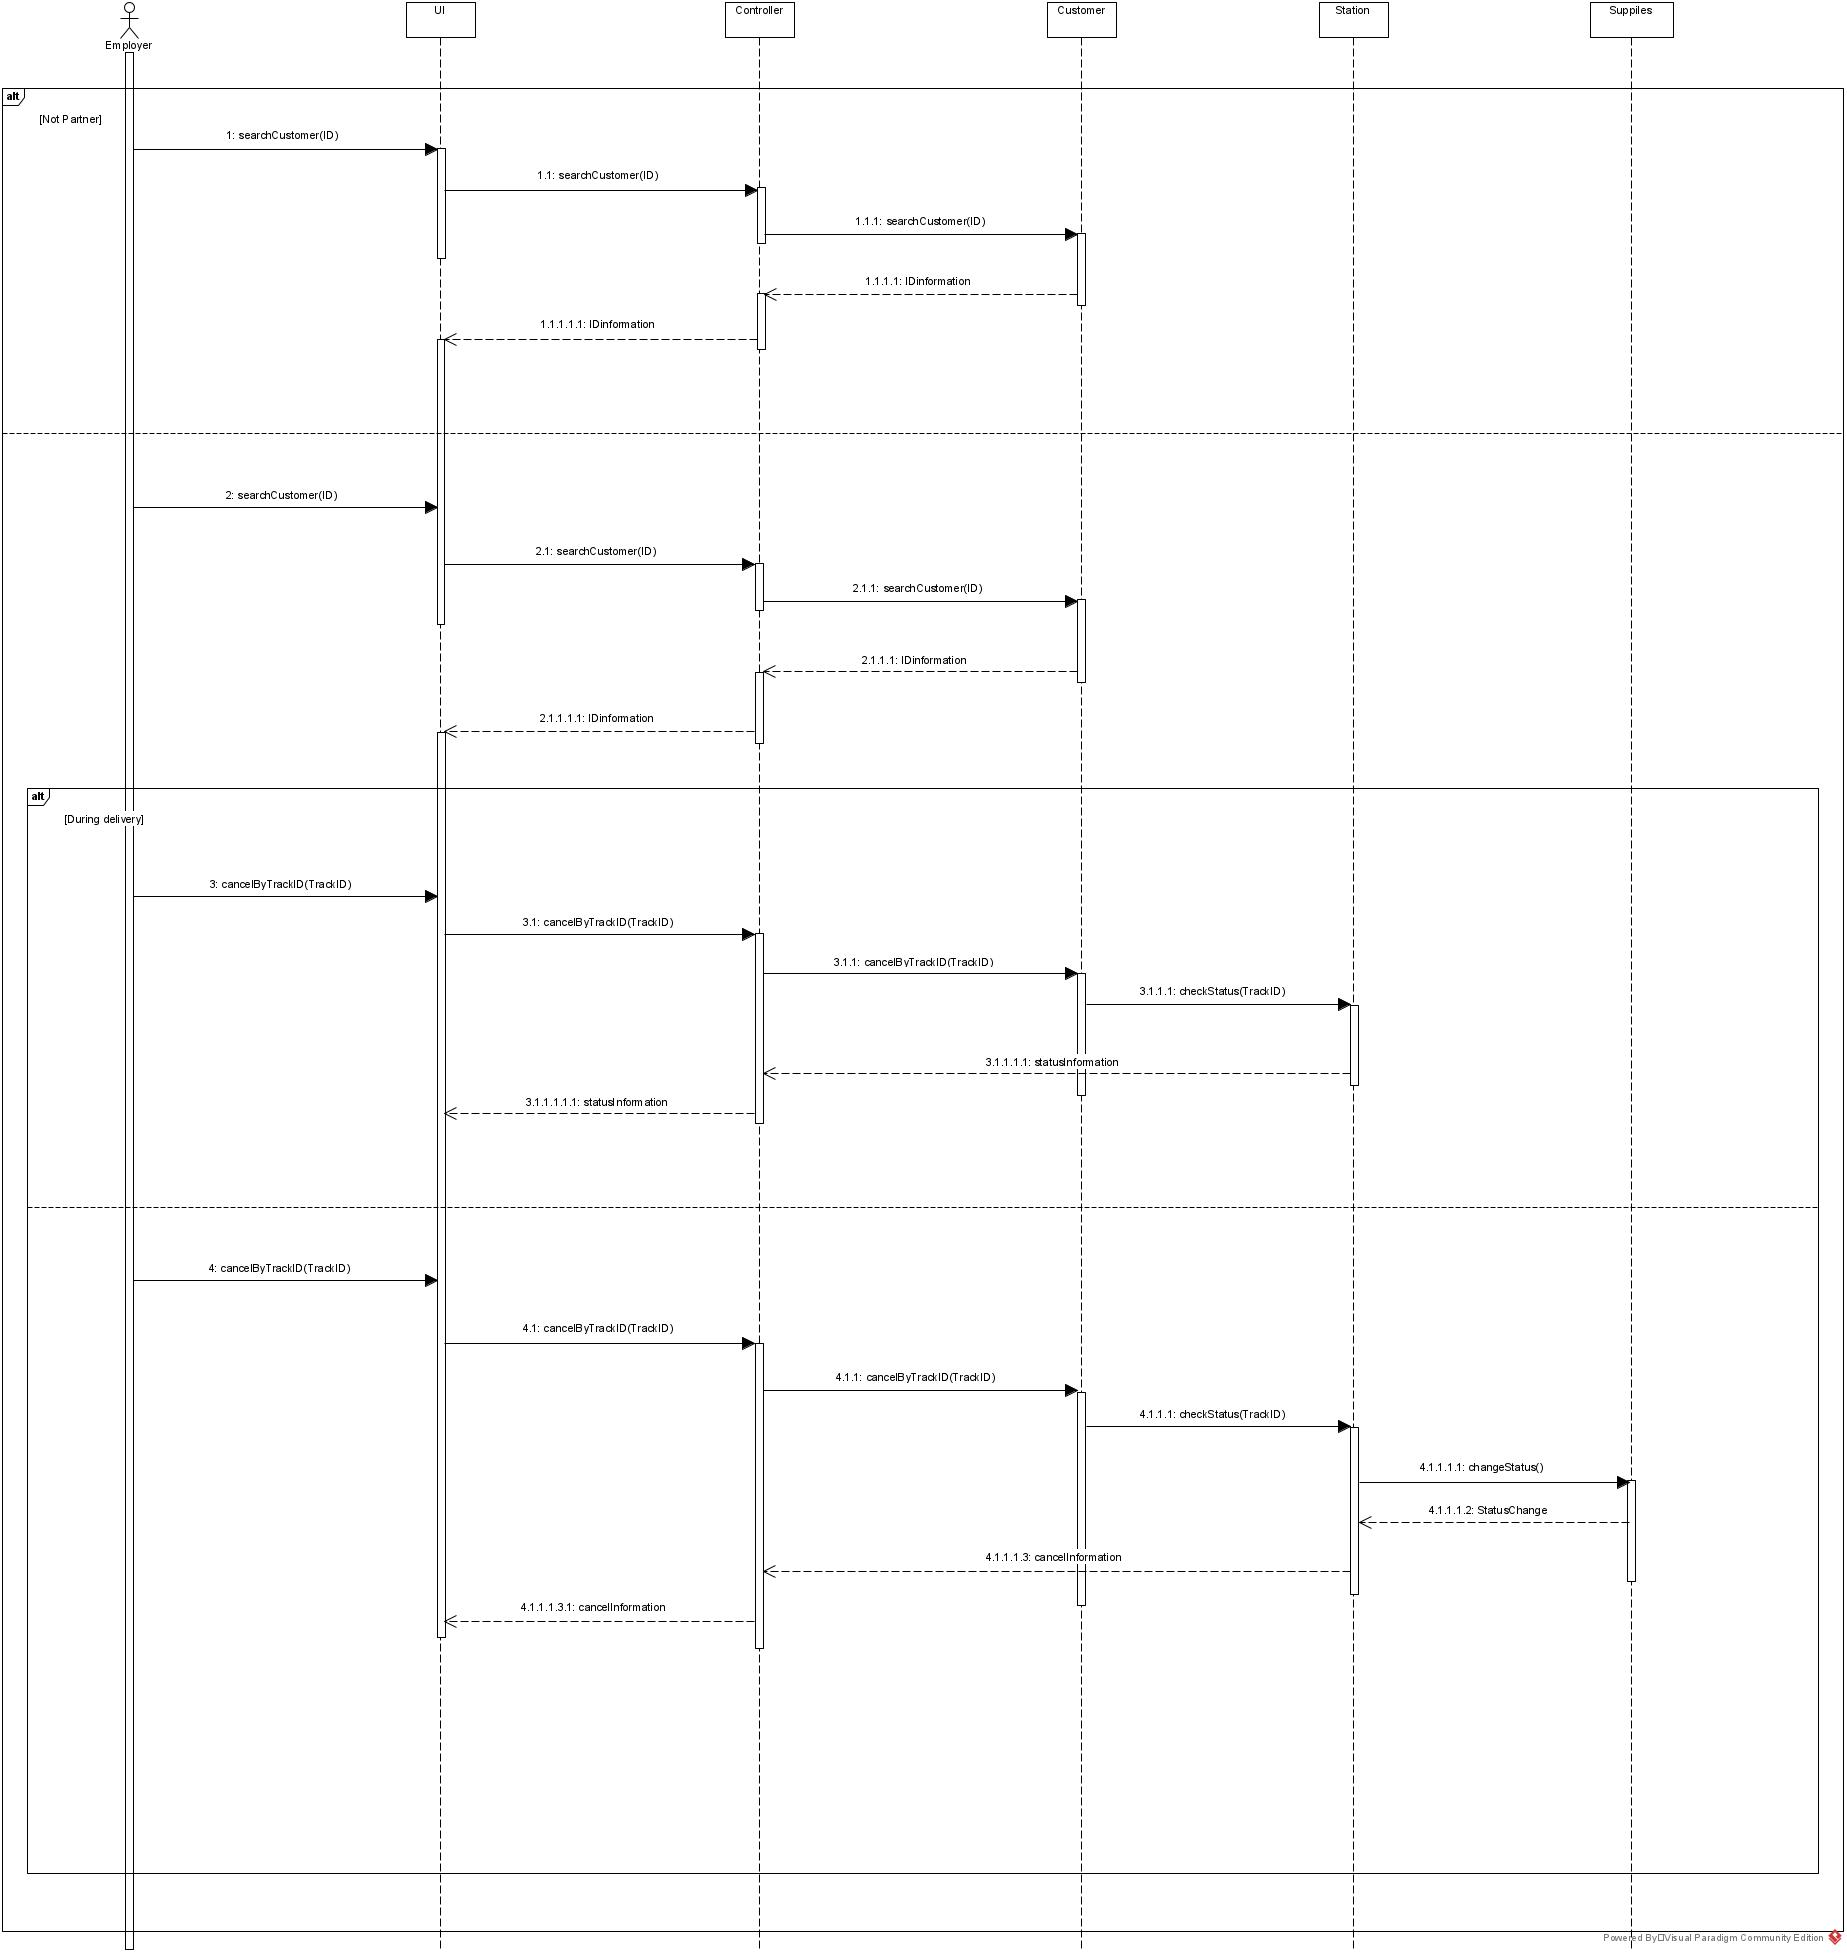 Employer
UI
Controller
Customer
Station
Suppiles
alt
[Not Partner]
1: searchCustomer(ID)
1.1: searchCustomer(ID)
1.1.1: searchCustomer(ID)
1.1.1.1: IDinformation
1.1.1.1.1: IDinformation
2: searchCustomer(ID)
2.1: searchCustomer(ID)
2.1.1: searchCustomer(ID)
2.1.1.1: IDinformation
2.1.1.1.1: IDinformation
alt
[During delivery]
3: cancelByTrackID(TrackID)
3.1: cancelByTrackID(TrackID)
3.1.1: cancelByTrackID(TrackID)
3.1.1.1: checkStatus(TrackID)
3.1.1.1.1: statusInformation
3.1.1.1.1.1: statusInformation
4: cancelByTrackID(TrackID)
4.1: cancelByTrackID(TrackID)
4.1.1: cancelByTrackID(TrackID)
4.1.1.1: checkStatus(TrackID)
4.1.1.1.1: changeStatus()
4.1.1.1.2: StatusChange
4.1.1.1.3: cancelInformation
4.1.1.1.3.1: cancelInformation
Powered By□Visual Paradigm Community Edition